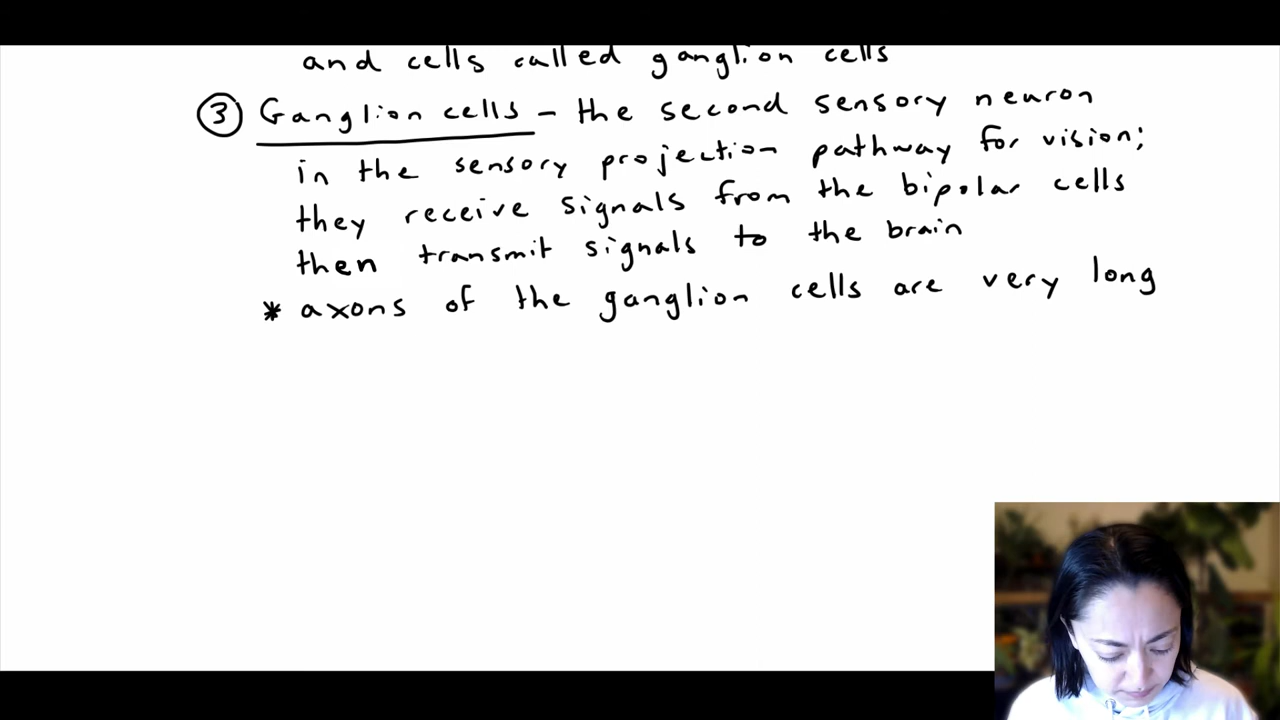 and cells called ganglion cells
③ Ganglion cells - the second sensory neuron
in the sensory projection pathway for vision;
they receive signals from the bipolar cells
then transmit signals to the brain
* axons of the ganglion cells are very long